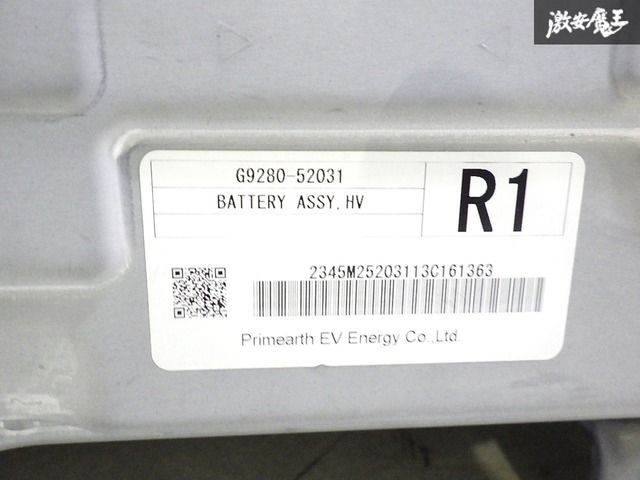 激安魔王
G9280-52031
BATTERY ASSY,HV
R1
2345M25203113C161363
Primearth EV Energy Co.,Ltd.